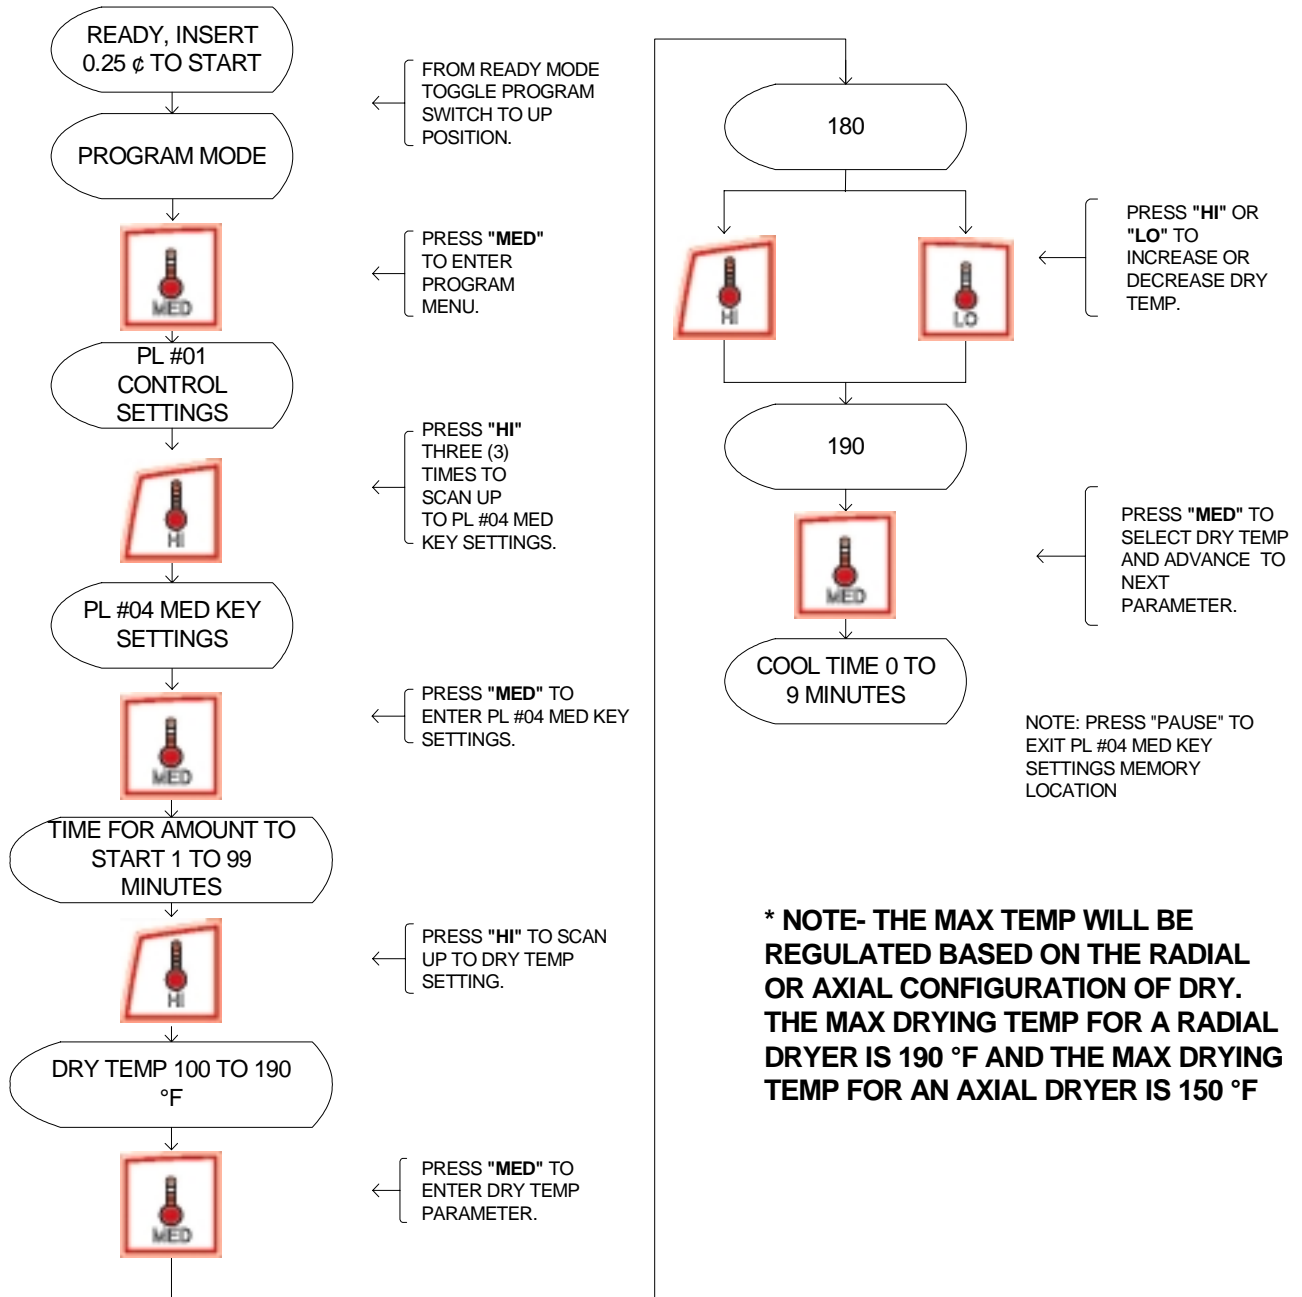 READY, INSERT
0.25 ¢ TO START
FROM READY MODE
TOGGLE PROGRAM
SWITCH TO UP
POSITION.
PROGRAM MODE
PRESS "MED"
TO ENTER
PROGRAM
MENU.
MED
PL #01
CONTROL
SETTINGS
PRESS "HI"
THREE (3)
TIMES TO
SCAN UP
TO PL #04 MED
KEY SETTINGS.
HI
PL #04 MED KEY
SETTINGS
PRESS "MED" TO
ENTER PL #04 MED KEY
SETTINGS.
MED
TIME FOR AMOUNT TO
START 1 TO 99
MINUTES
PRESS "HI" TO SCAN
UP TO DRY TEMP
SETTING.
HI
DRY TEMP 100 TO 190
°F
PRESS "MED" TO
ENTER DRY TEMP
PARAMETER.
MED
180
PRESS "HI" OR
"LO" TO
INCREASE OR
DECREASE DRY
TEMP.
HI
LO
190
PRESS "MED" TO
SELECT DRY TEMP
AND ADVANCE TO
NEXT
PARAMETER.
MED
COOL TIME 0 TO
9 MINUTES
NOTE: PRESS "PAUSE" TO
EXIT PL #04 MED KEY
SETTINGS MEMORY
LOCATION
* NOTE- THE MAX TEMP WILL BE
REGULATED BASED ON THE RADIAL
OR AXIAL CONFIGURATION OF DRY.
THE MAX DRYING TEMP FOR A RADIAL
DRYER IS 190 °F AND THE MAX DRYING
TEMP FOR AN AXIAL DRYER IS 150 °F